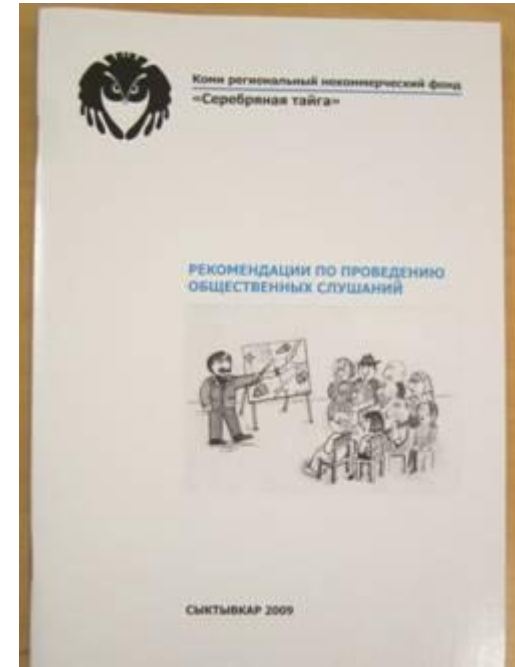 Коми региональный некоммерческий фонд
«Серебряная тайга»
РЕКОМЕНДАЦИИ ПО ПРОВЕДЕНИЮ
ОБЩЕСТВЕННЫХ СЛУШАНИЙ
СЫКТЫВКАР 2009